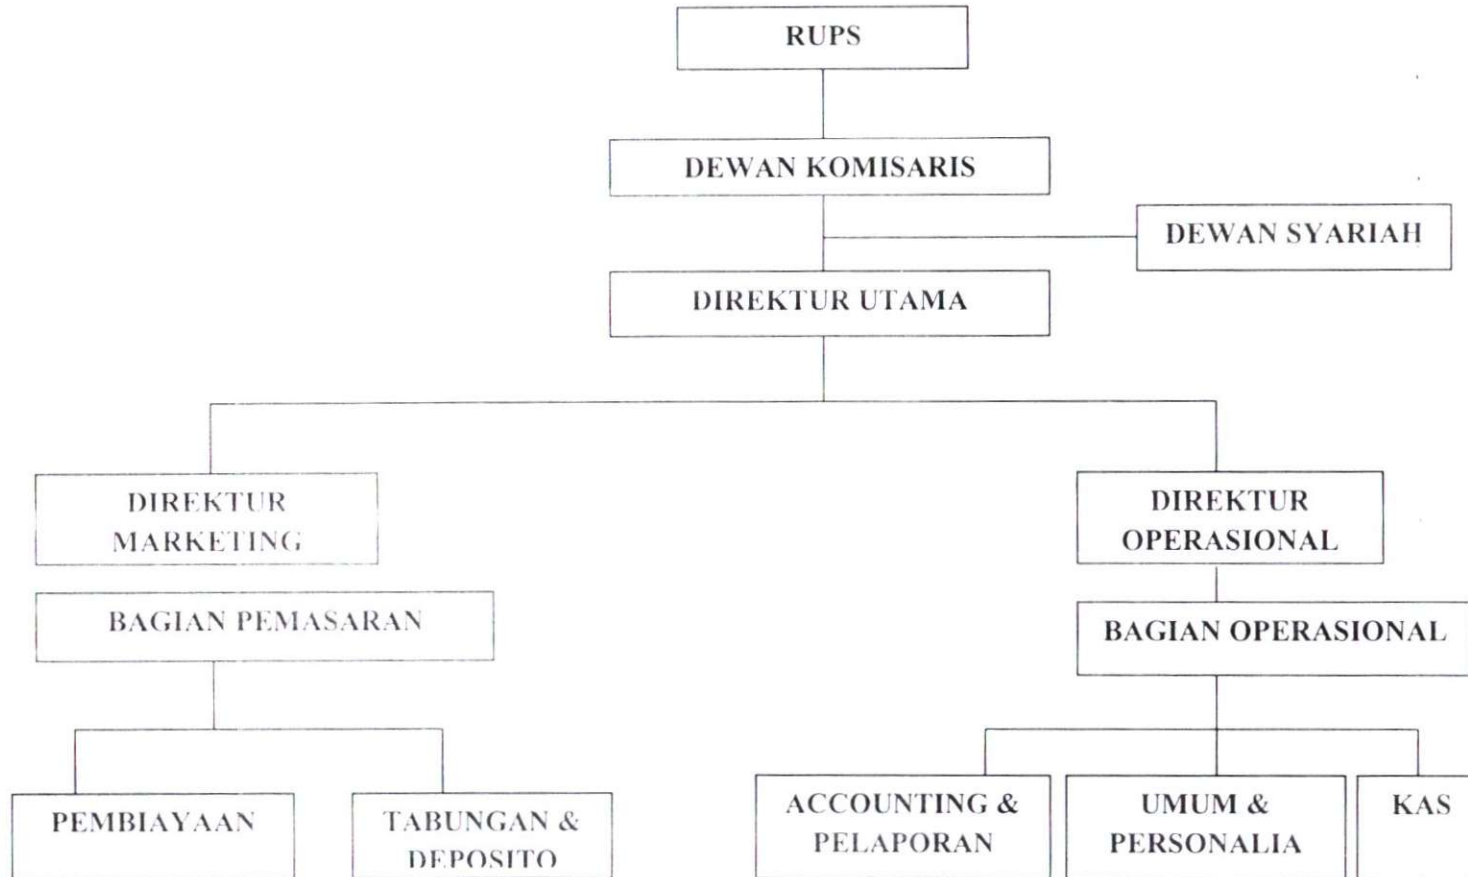 RUPS
DEWAN KOMISARIS
DEWAN SYARIAH
DIREKTUR UTAMA
DIREKTUR
MARKETING
DIREKTUR
OPERASIONAL
BAGIAN PEMASARAN
BAGIAN OPERASIONAL
PEMBIAYAAN
TABUNGAN &
DEPOSITO
ACCOUNTING &
PELAPORAN
UMUM &
PERSONALIA
KAS